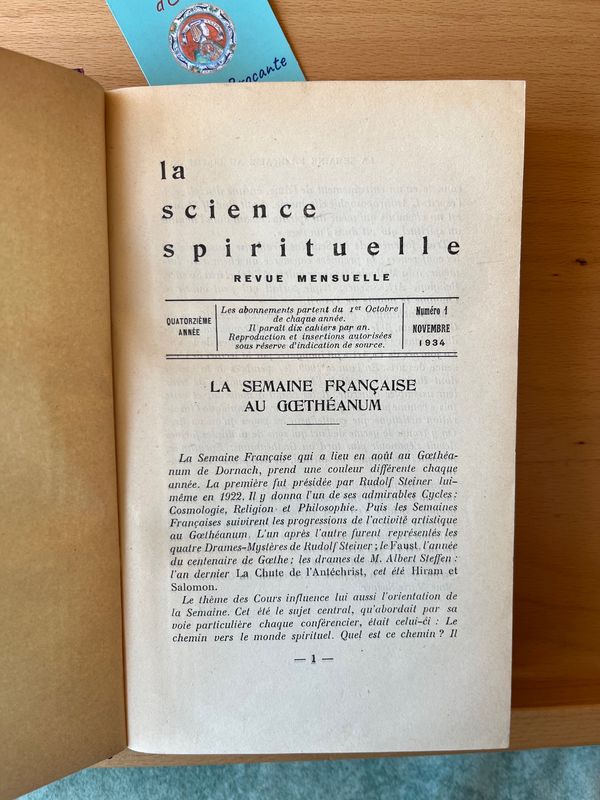 Brocante
la
science
spirituelle
REVUE MENSUELLE
QUATORZIÈME
ANNÉE
Les abonnements partent du 1er Octobre
de chaque année.
Il paraît dix cahiers par an.
Reproduction et insertions autorisées
sous réserve d'indication de source.
Numéro 1
NOVEMBRE
1934
LA SEMAINE FRANÇAISE
AU GŒTHÉANUM
La Semaine Française qui a lieu en août au Gœthéa-
num de Dornach, prend une couleur différente chaque
année. La première fut présidée par Rudolf Steiner lui-
même en 1922. Il y donna l'un de ses admirables Cycles :
Cosmologie, Religion et Philosophie. Puis les Semaines
Françaises suivirent les progressions de l'activité artistique
au Gœthéanum. L'un après l'autre furent représentés les
quatre Drames-Mystères de Rudolf Steiner ; le Faust, l'année
du centenaire de Gœthe ; les drames de M. Albert Steffen :
l'an dernier La Chute de l'Antéchrist, cet été Hiram et
Salomon.
Le thème des Cours influence lui aussi l'orientation de
la Semaine. Cet été le sujet central, qu'abordait par sa
voie particulière chaque conférencier, était celui-ci : Le
chemin vers le monde spirituel. Quel est ce chemin ? Il
— 1 —